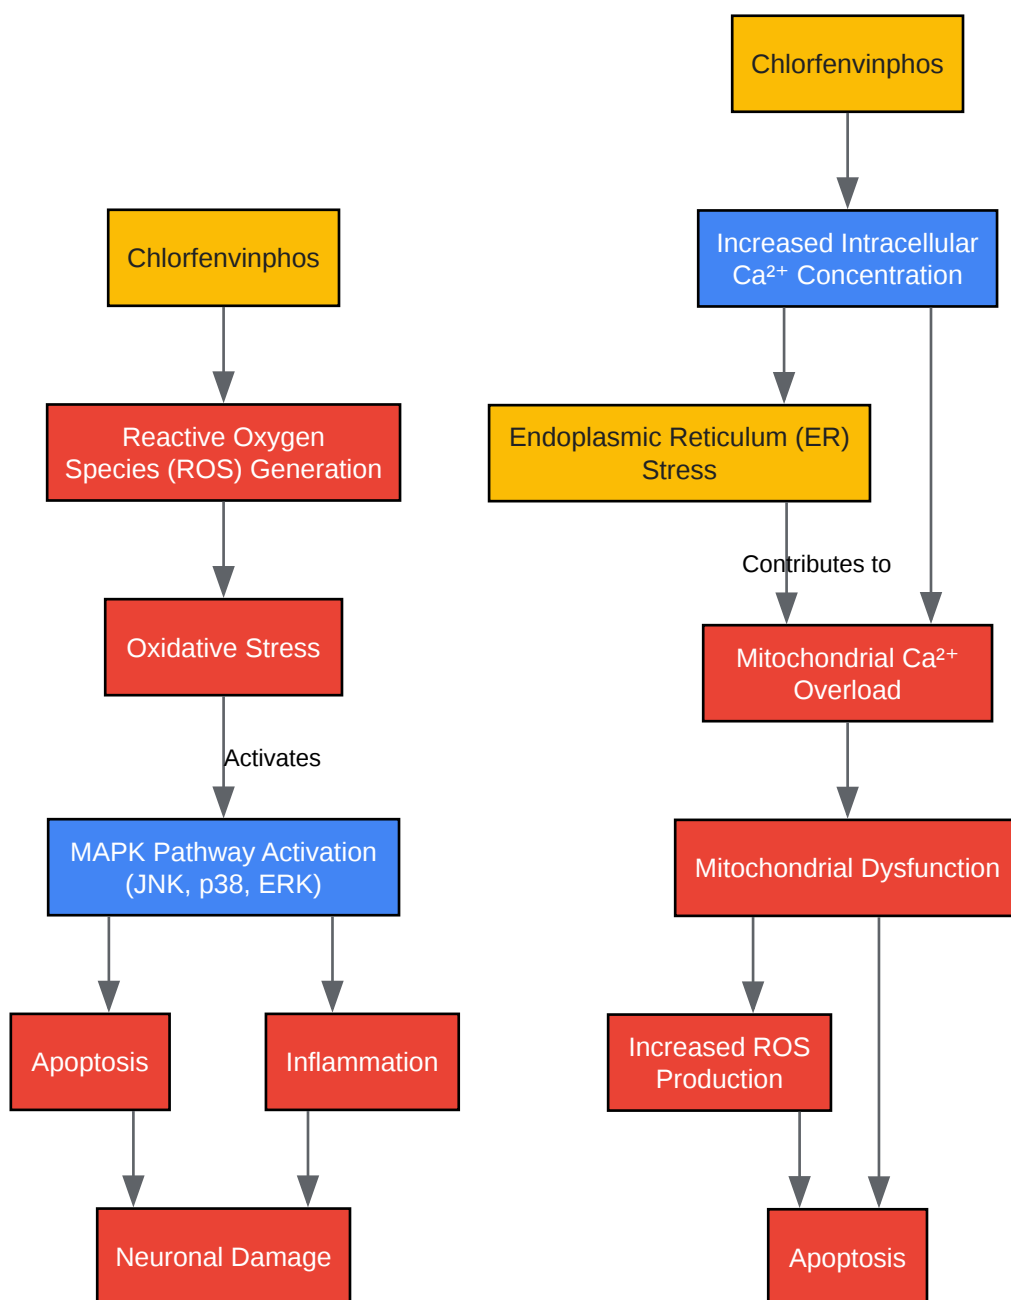 Chlorfenvinphos
Reactive Oxygen
Species (ROS) Generation
Oxidative Stress
Activates
MAPK Pathway Activation
(JNK, p38, ERK)
Apoptosis
Inflammation
Neuronal Damage
Chlorfenvinphos
Increased Intracellular
Ca²⁺ Concentration
Endoplasmic Reticulum (ER)
Stress
Contributes to
Mitochondrial Ca²⁺
Overload
Mitochondrial Dysfunction
Increased ROS
Production
Apoptosis